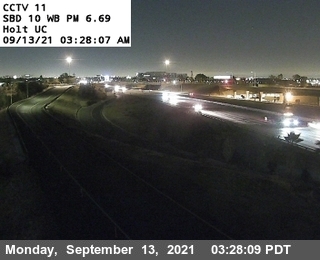 CCTV 11
SBD 10 WB PM 6.69
Holt UC
09/13/21 03:28:07 AM
Monday, September 13, 2021 03:28:09 PDT